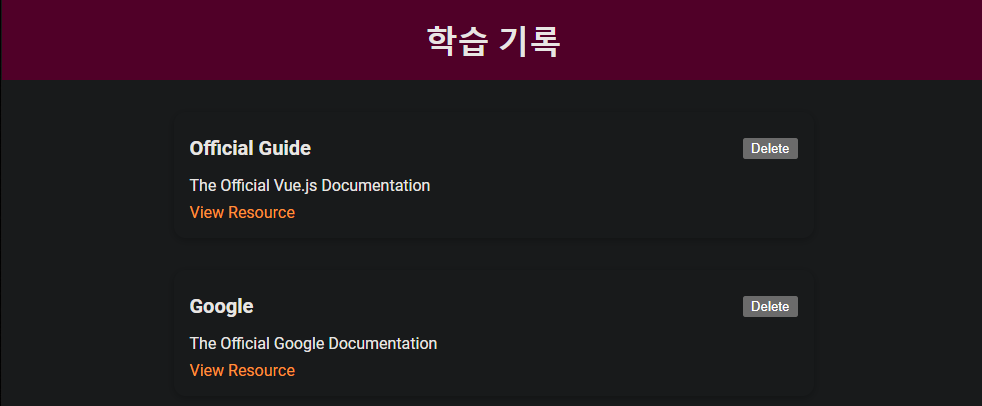 학습 기록
Official Guide
Delete
The Official Vue.js Documentation
View Resource
Google
Delete
The Official Google Documentation
View Resource